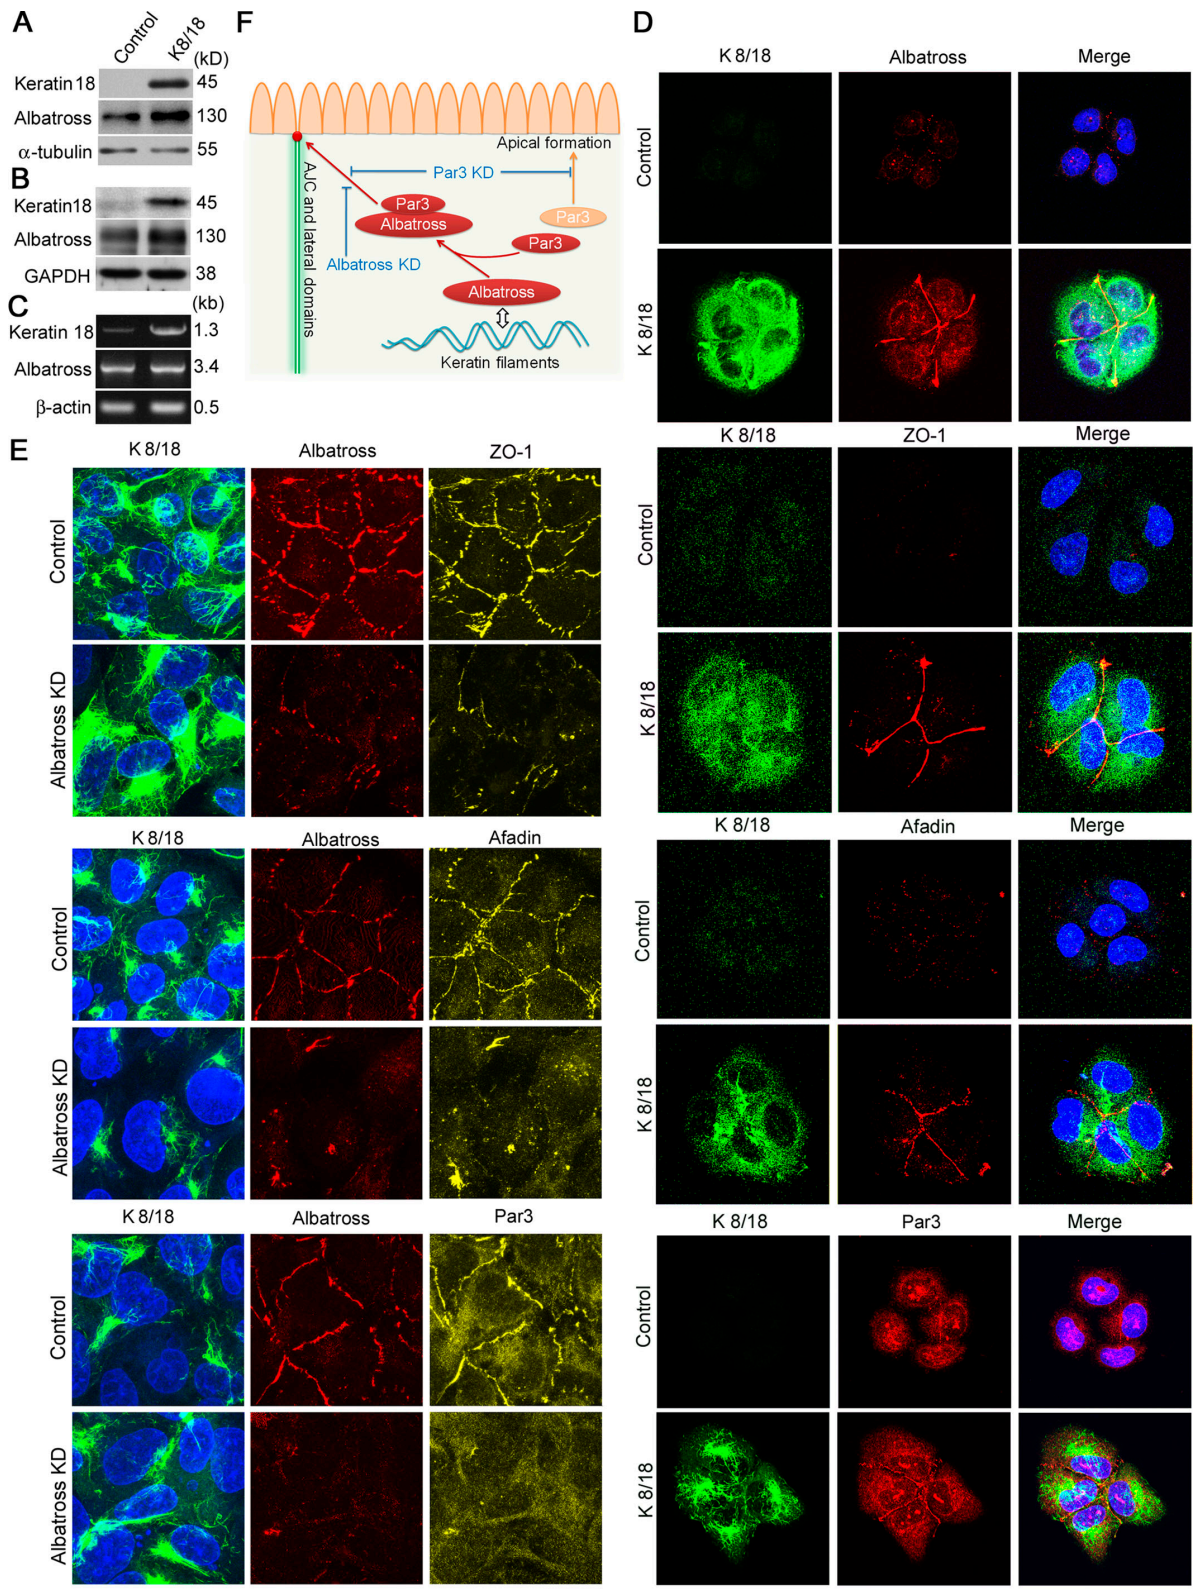 A
Control
K8/18
(kD)
Keratin 18
45
Albatross
130
α-tubulin
55
B
Keratin18
45
Albatross
130
GAPDH
38
C
(kb)
Keratin 18
1.3
Albatross
3.4
β-actin
0.5
F
Apical formation
Par3 KD
Par3
Albatross
Par3
Par3
Albatross KD
Albatross
AJC and lateral domains
Keratin filaments
D
K 8/18
Albatross
Merge
Control
K 8/18
K 8/18
ZO-1
Merge
Control
K 8/18
K 8/18
Afadin
Merge
Control
K 8/18
K 8/18
Par3
Merge
Control
K 8/18
E
K 8/18
Albatross
ZO-1
Control
Albatross KD
K 8/18
Albatross
Afadin
Control
Albatross KD
K 8/18
Albatross
Par3
Control
Albatross KD